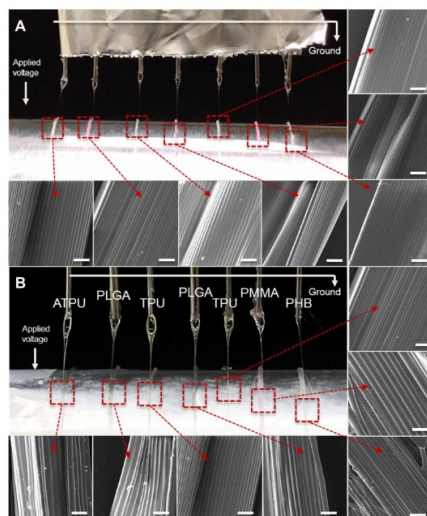 A
Ground
Applied
voltage
B
Ground
ATPU PLGA TPU PLGA TPU PMMA PHB
Applied
voltage